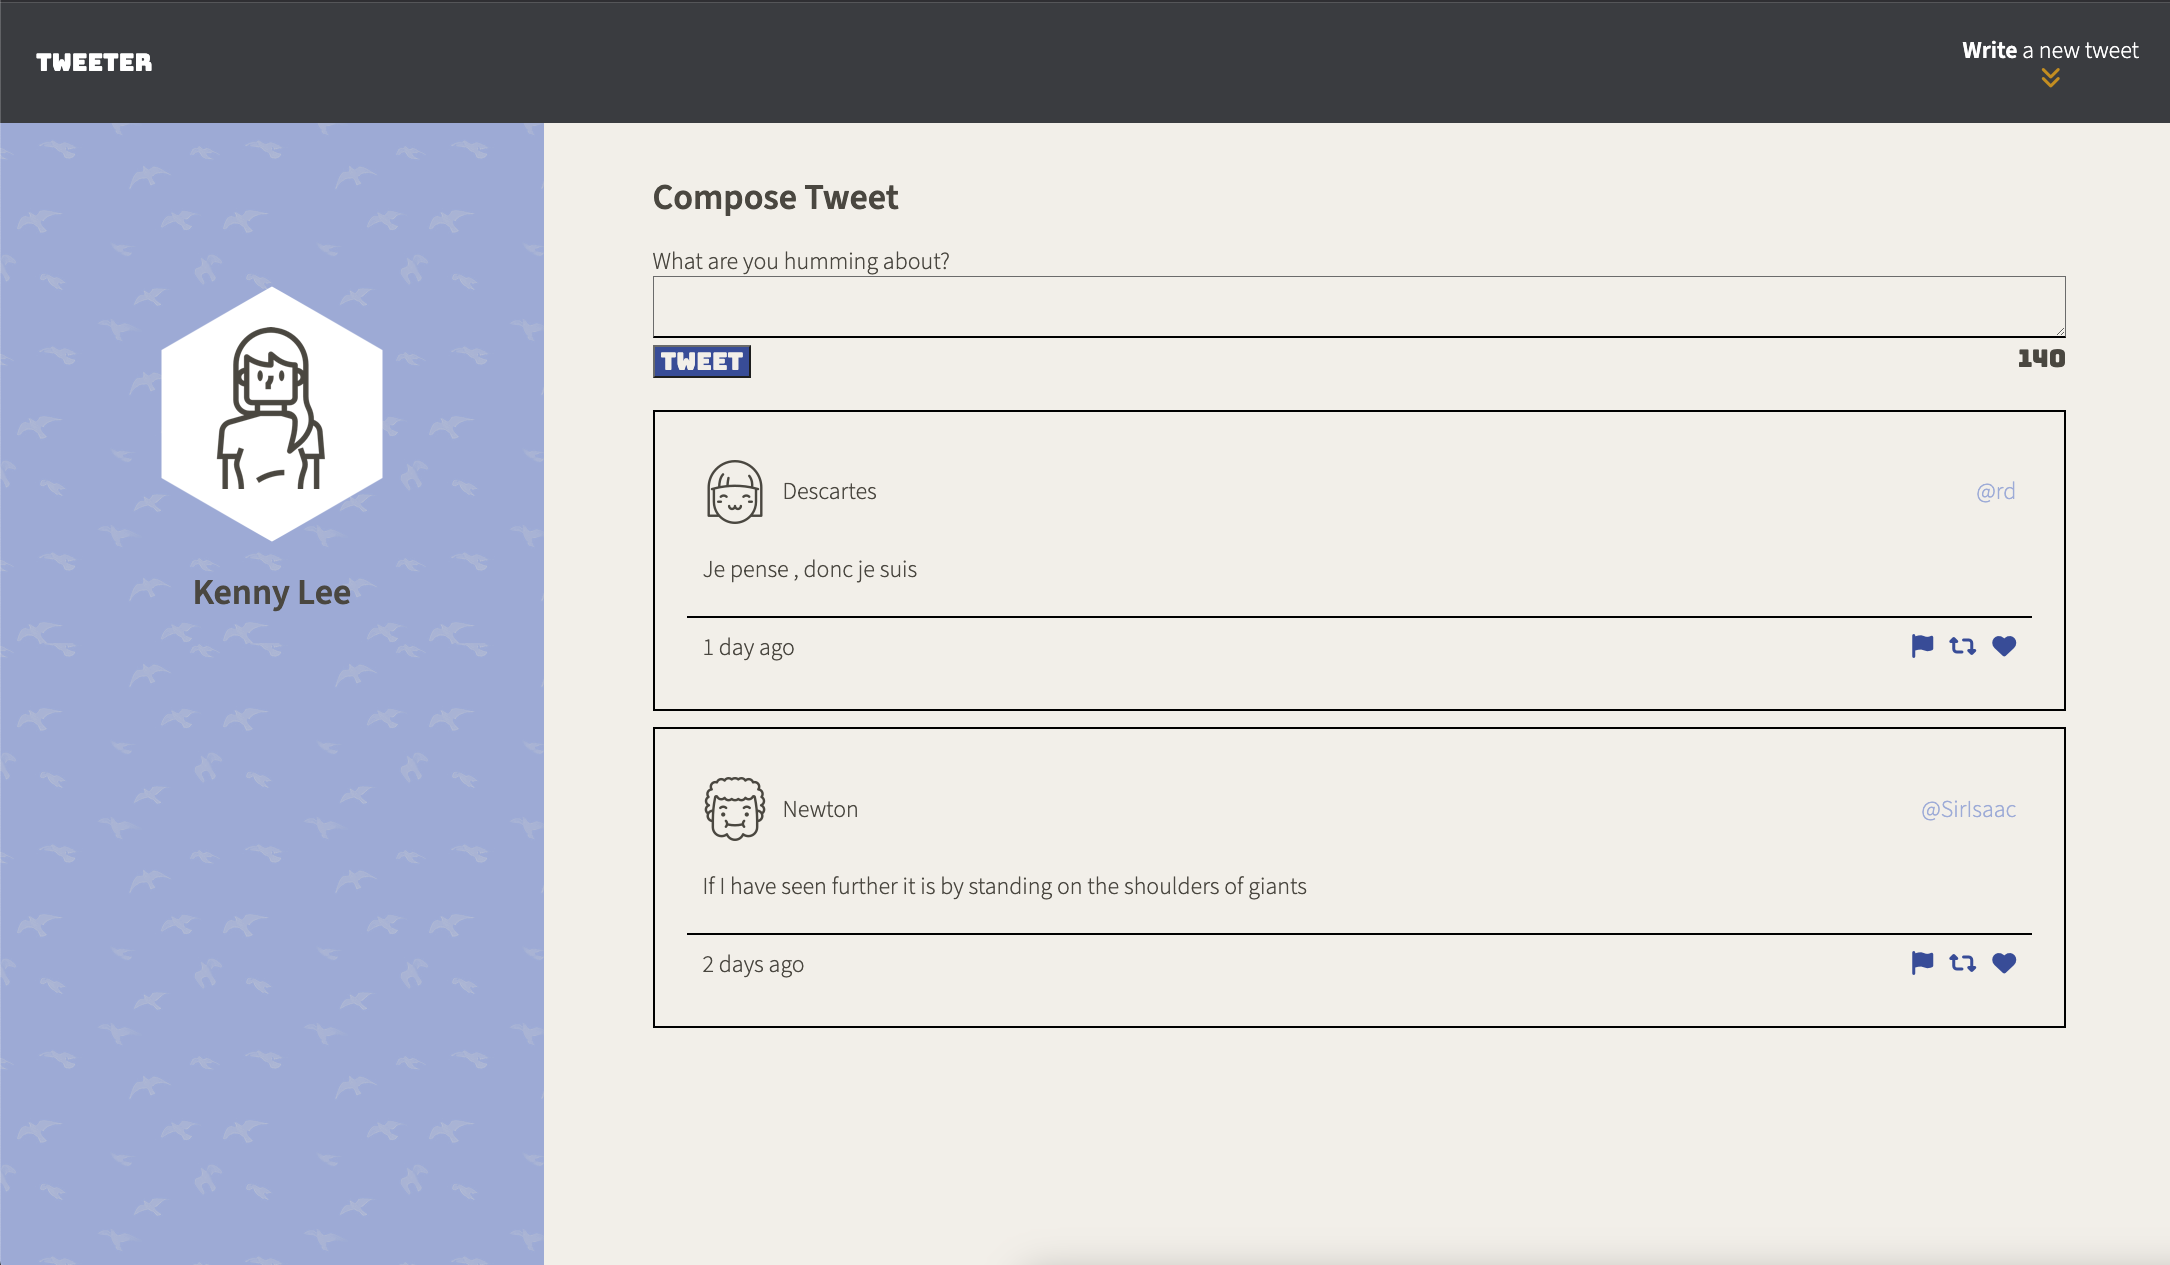 TWEETER
Write a new tweet
Kenny Lee
Compose Tweet
What are you humming about?
TWEET
140
Descartes
@rd
Je pense , donc je suis
1 day ago
Newton
@SirIsaac
If I have seen further it is by standing on the shoulders of giants
2 days ago